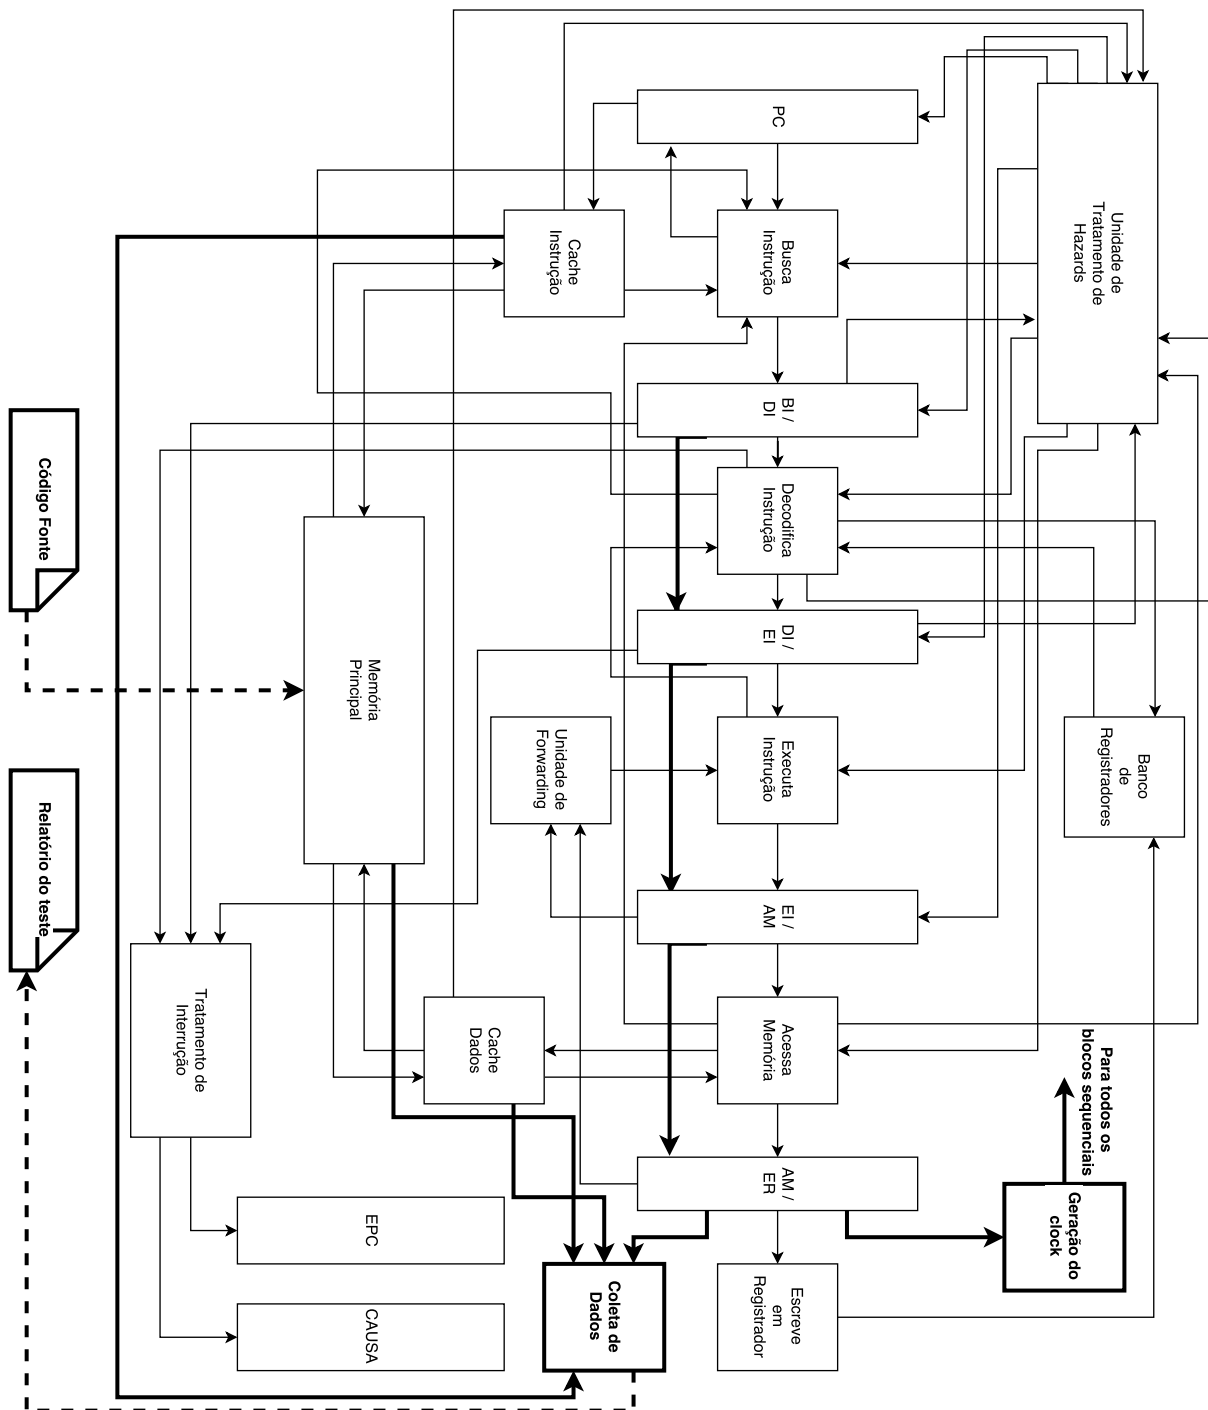 PC
Unidade de
Tratamento de
Hazards
Cache
Instrução
Busca
Instrução
BI /
DI
Código Fonte
Decodifica
Instrução
Memória
Principal
DI /
EI
Unidade de
Forwarding
Executa
Instrução
Banco
de
Registradores
Relatório do teste
EI /
AM
Tratamento de
Interrução
Cache
Dados
Acessa
Memória
Para todos os
blocos sequenciais
AM /
ER
Geração do
clock
EPC
CAUSA
Coleta de
Dados
Escreve
em
Registrador